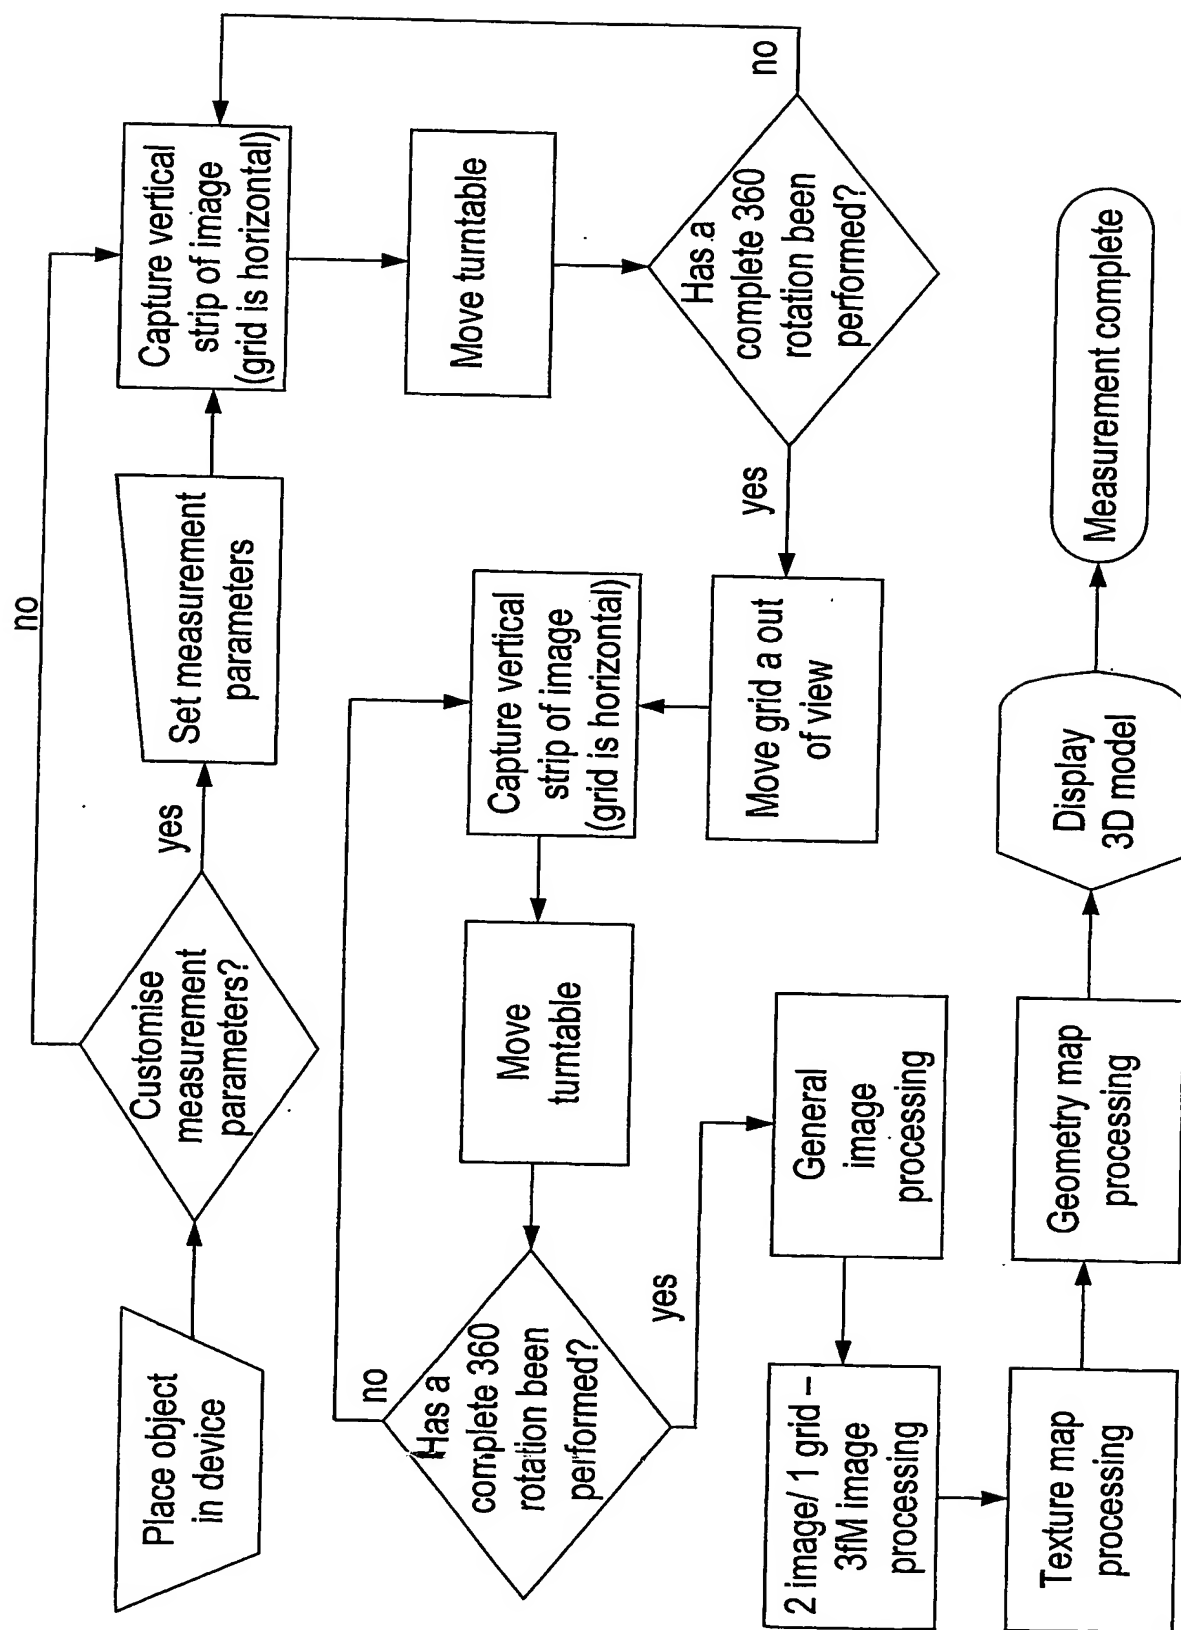 Place object
in device
Customise
measurement
parameters?
no
yes
Set measurement
parameters
Capture vertical
strip of image
(grid is horizontal)
Move turntable
Has a
complete 360
rotation been
performed?
no
yes
Move grid a out
of view
Capture vertical
strip of image
(grid is horizontal)
Move
turntable
Has a
complete 360
rotation been
performed?
no
yes
General
image
processing
2 image/ 1 grid –
3fM image
processing
Texture map
processing
Geometry map
processing
Display
3D model
Measurement complete